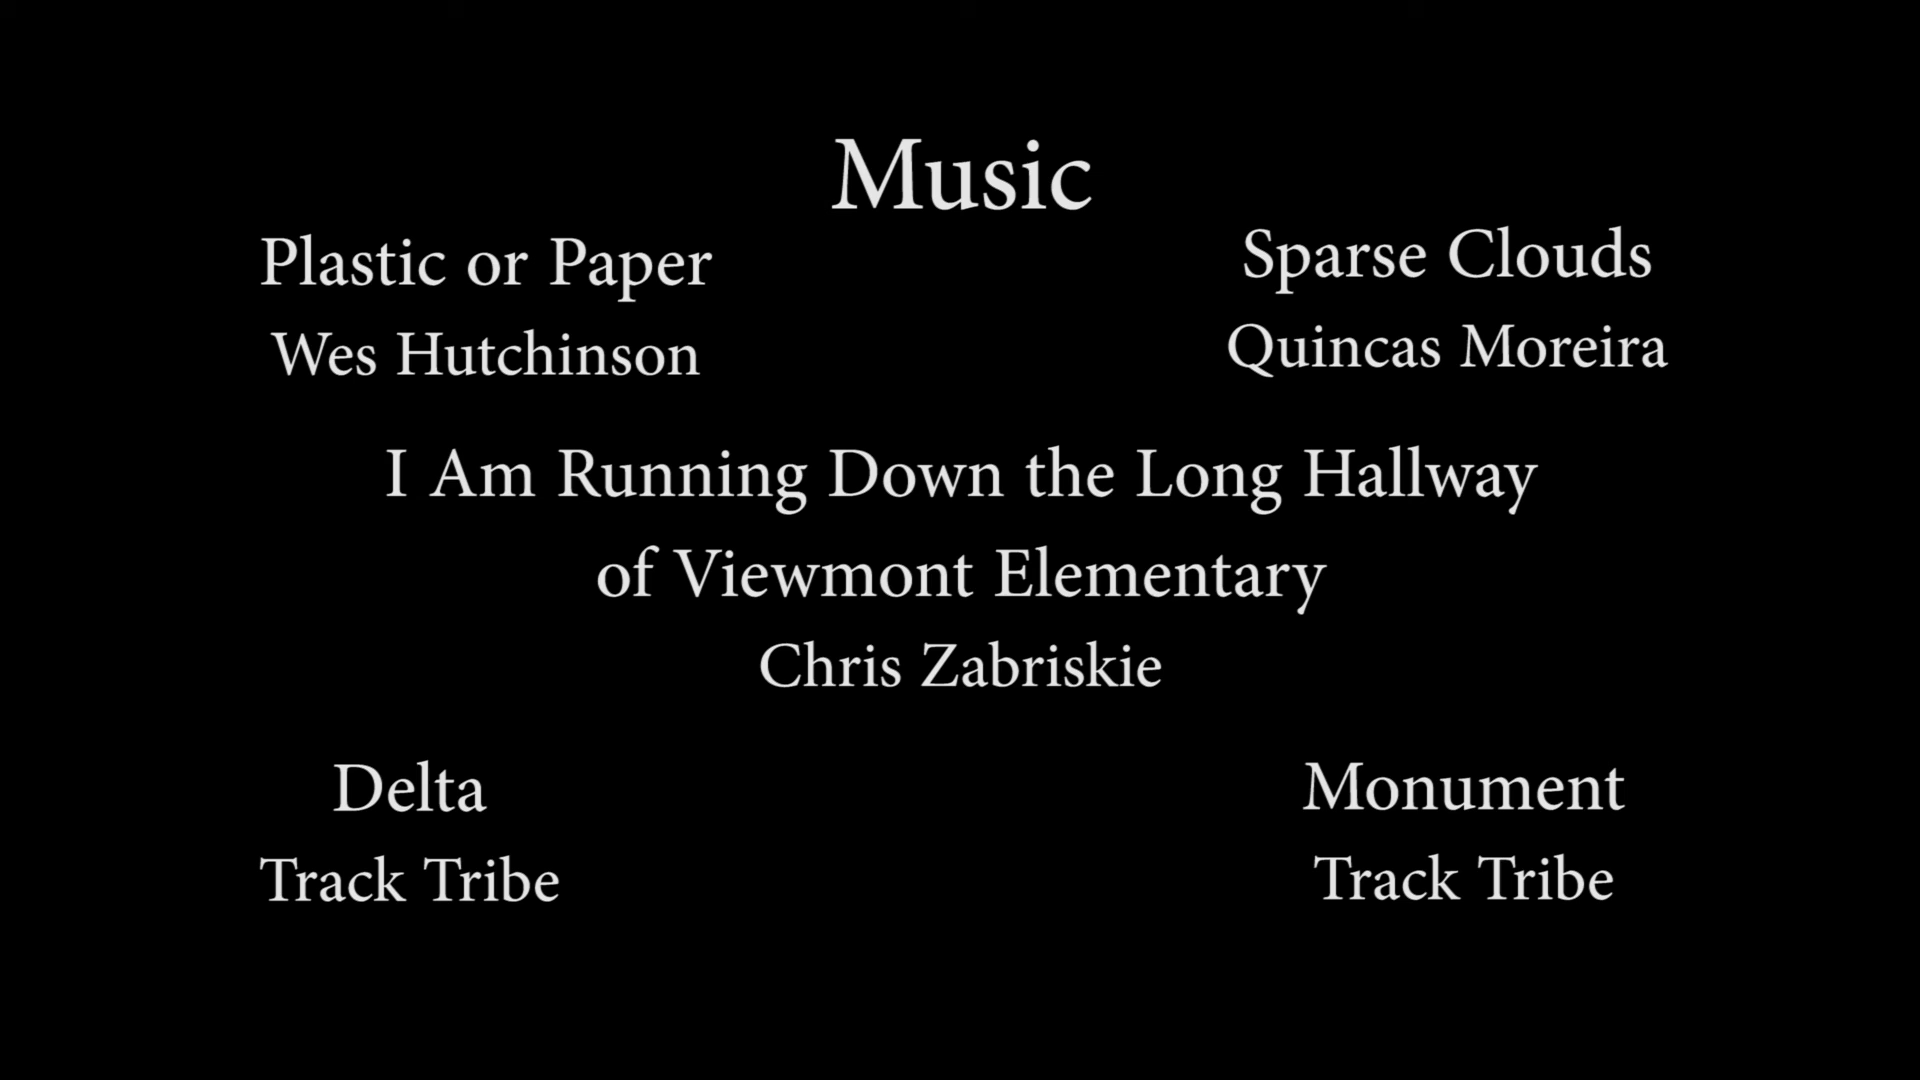 Music
Plastic or Paper
Wes Hutchinson
Sparse Clouds
Quincas Moreira
I Am Running Down the Long Hallway
of Viewmont Elementary
Chris Zabriskie
Delta
Track Tribe
Monument
Track Tribe